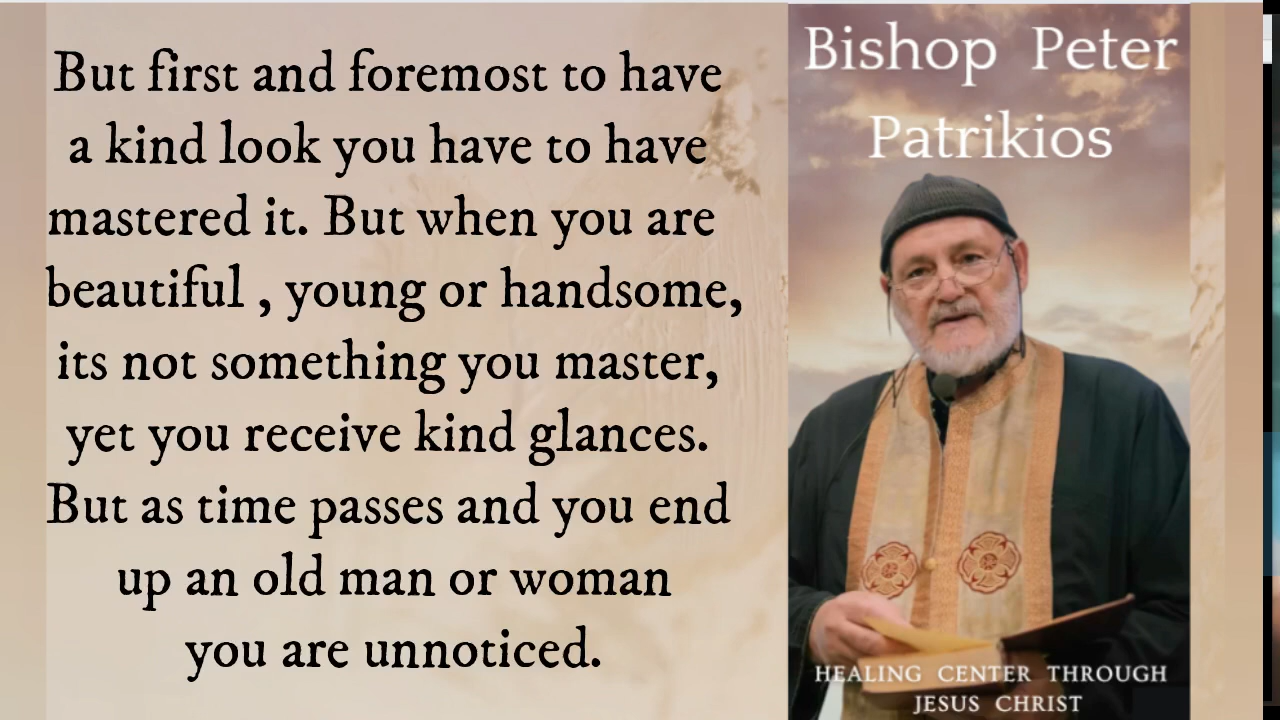 But first and foremost to have
a kind look you have to have
mastered it. But when you are
beautiful , young or handsome,
its not something you master,
yet you receive kind glances.
But as time passes and you end
up an old man or woman
you are unnoticed.
Bishop Peter
Patrikios
HEALING CENTER THROUGH
JESUS CHRIST